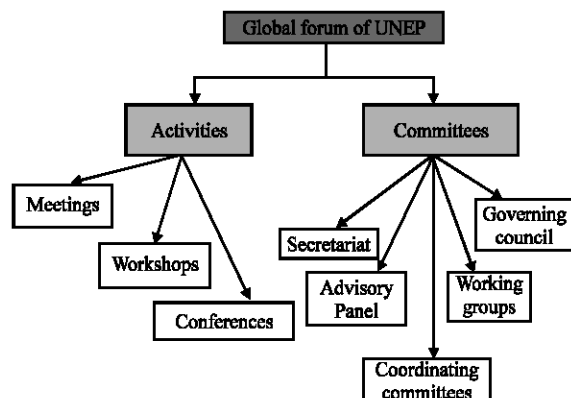 Global forum of UNEP
Activities
Committees
Meetings
Workshops
Conferences
Secretariat
Advisory
Panel
Coordinating
committees
Working
groups
Governing
council